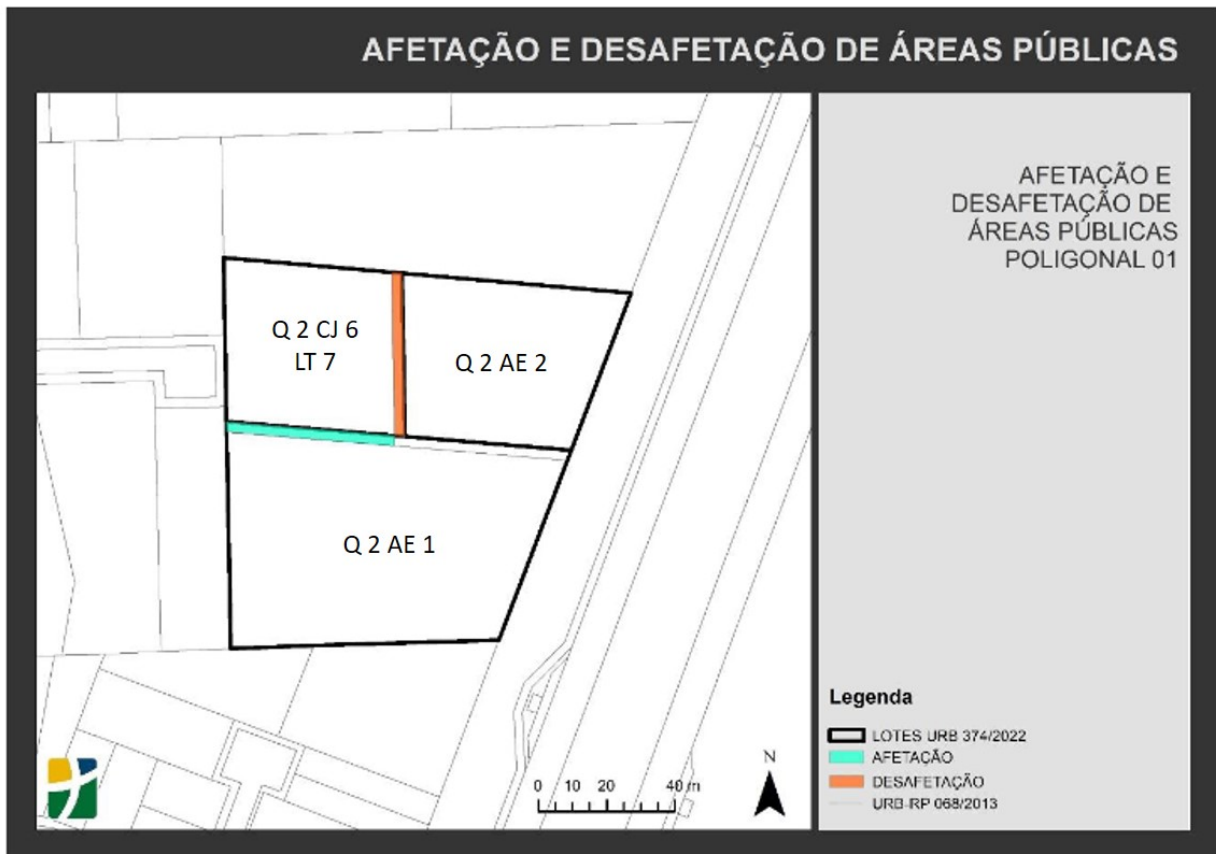 AFETAÇÃO E DESAFETAÇÃO DE ÁREAS PÚBLICAS
AFETAÇÃO E
DESAFETAÇÃO DE
ÁREAS PÚBLICAS
POLIGONAL 01
Q 2 CJ 6
LT 7
Q 2 AE 2
Q 2 AE 1
Legenda
LOTES URB 374/2022
AFETAÇÃO
DESAFETAÇÃO
URB-RP 068/2013
0 10 20 40 m
N